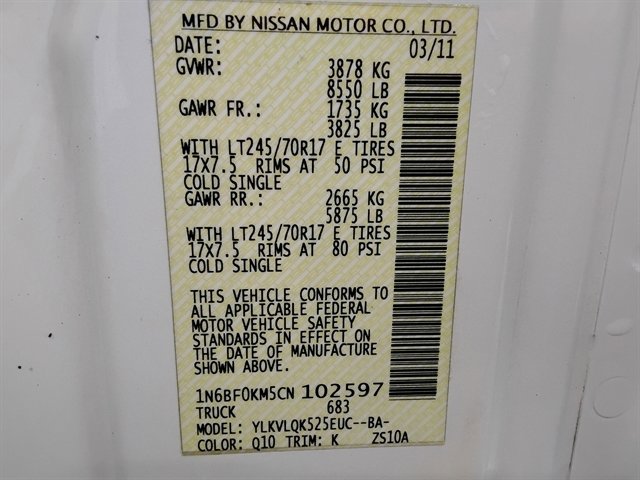 MFD BY NISSAN MOTOR CO., LTD.
DATE: 03/11
GVWR: 3878 KG
8550 LB
GAWR FR.: 1735 KG
3825 LB
WITH LT245/70R17 E TIRES
17X7.5 RIMS AT 50 PSI
COLD SINGLE
GAWR RR.: 2665 KG
5875 LB
WITH LT245/70R17 E TIRES
17X7.5 RIMS AT 80 PSI
COLD SINGLE
THIS VEHICLE CONFORMS TO
ALL APPLICABLE FEDERAL
MOTOR VEHICLE SAFETY
STANDARDS IN EFFECT ON
THE DATE OF MANUFACTURE
SHOWN ABOVE.
1N6BF0KM5CN 102597
TRUCK 683
MODEL: YLKVLQK525EUC--BA-
COLOR: Q10 TRIM: K ZS10A